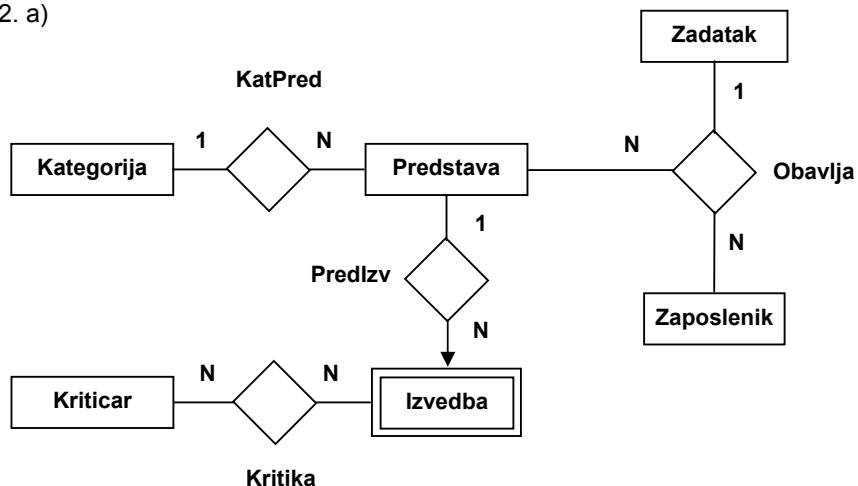 2. a)
Zadatak
KatPred
1
1
N
N
Kategorija
Predstava
Obavlja
1
N
PredIzv
N
Zaposlenik
N
N
Kriticar
Izvedba
Kritika